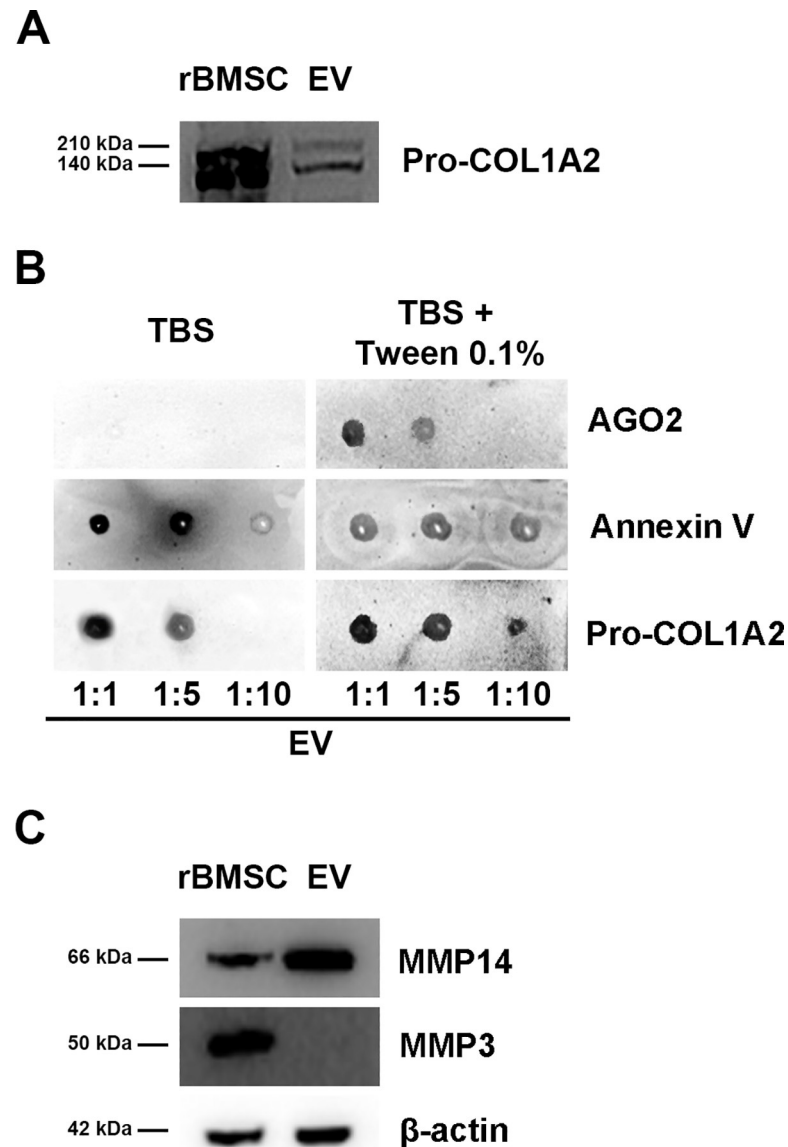 A
rBMSC EV
210 kDa
140 kDa
Pro-COL1A2
B
TBS
TBS +
Tween 0.1%
AGO2
Annexin V
Pro-COL1A2
1:1 1:5 1:10 1:1 1:5 1:10
EV
C
rBMSC EV
66 kDa
MMP14
50 kDa
MMP3
42 kDa
β-actin